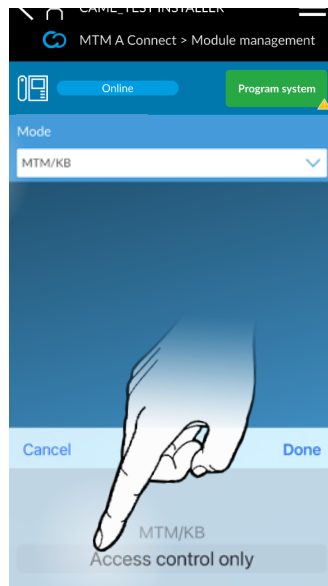 CAME_TEST INSTALLER
MTM A Connect > Module management
Online
Program system
Mode
MTM/KB
Cancel
Done
MTM/KB
Access control only